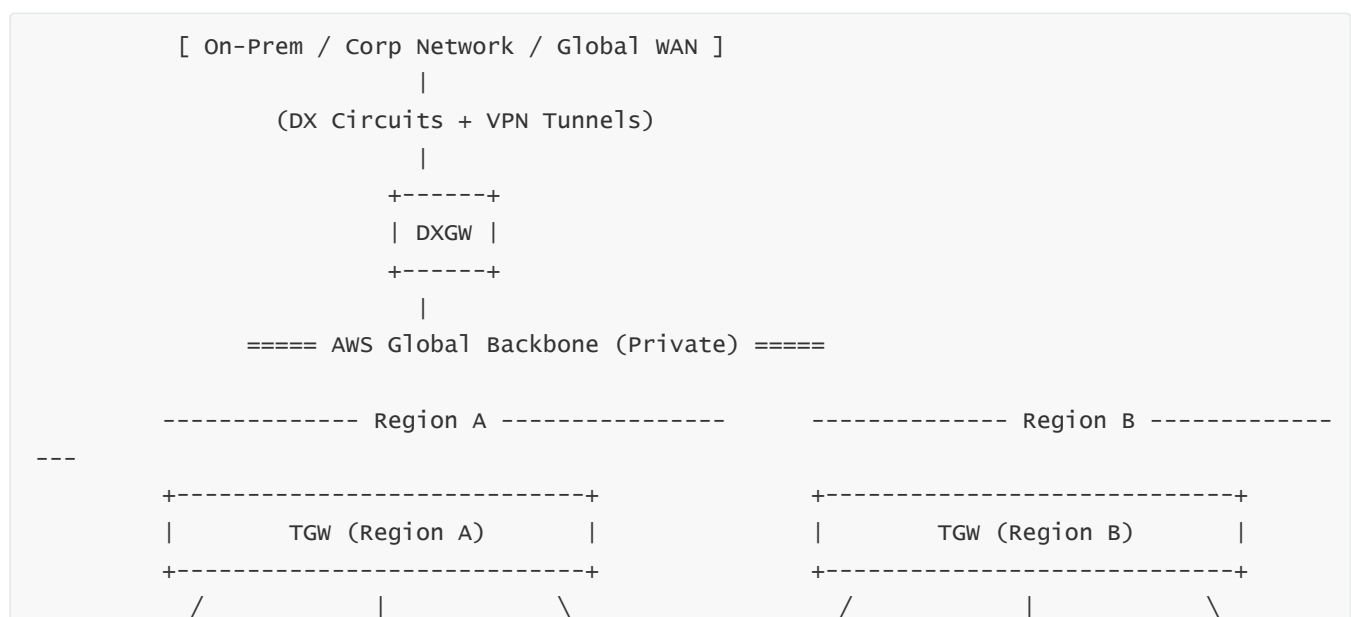 [ On-Prem / Corp Network / Global WAN ]
                           |
                 (DX Circuits + VPN Tunnels)
                           |
                         +------+
                         | DXGW |
                         +------+
                           |
               ===== AWS Global Backbone (Private) =====

         -------------- Region A ----------------      -------------- Region B -------------
---
         +-----------------------------+               +-----------------------------+
         |        TGW (Region A)       |               |        TGW (Region B)       |
         +-----------------------------+               +-----------------------------+
           /            |            \                   /            |            \